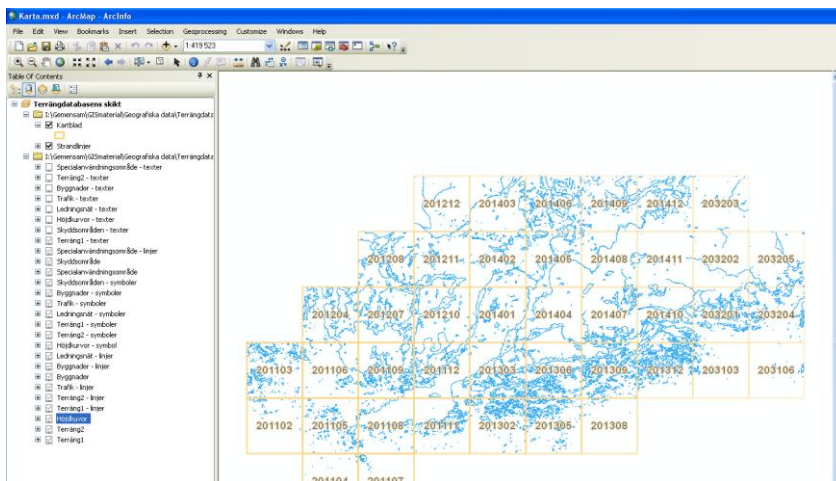 Karta.mxd - ArcMap - ArcInfo
File Edit View Bookmarks Insert Selection Geoprocessing Customize Windows Help
1:419 523
Table Of Contents
Terrängdatabasens skikt
I:\Gemensam\GISmaterial\Geografiska data\Terrängdata
Kartblad
Strandlinjer
I:\Gemensam\GISmaterial\Geografiska data\Terrängdata
Specialanvändningsområde - texter
Terräng2 - texter
Byggnader - texter
Trafik - texter
Ledningsnät - texter
Höjdkurvor - texter
Skyddsområden - texter
Terräng1 - texter
Specialanvändningsområde - linjer
Skyddsområde
Specialanvändningsområde
Skyddsområden - symboler
Byggnader - symboler
Trafik - symboler
Ledningsnät - symboler
Terräng1 - symboler
Terräng2 - symboler
Höjdkurvor - symbol
Ledningsnät - linjer
Byggnader - linjer
Byggnader
Trafik - linjer
Terräng2 - linjer
Terräng1 - linjer
Höjdkuvor
Terräng2
Terräng1
201212 201403 201406 201409 201412 203203
201208 201211 201402 201405 201408 201411 203202 203205
201204 201207 201210 201401 201404 201407 201410 203201 203204
201103 201106 201109 201112 201303 201306 201309 201312 203103 203106
201102 201105 201108 201111 201302 201305 201308
201104 201107